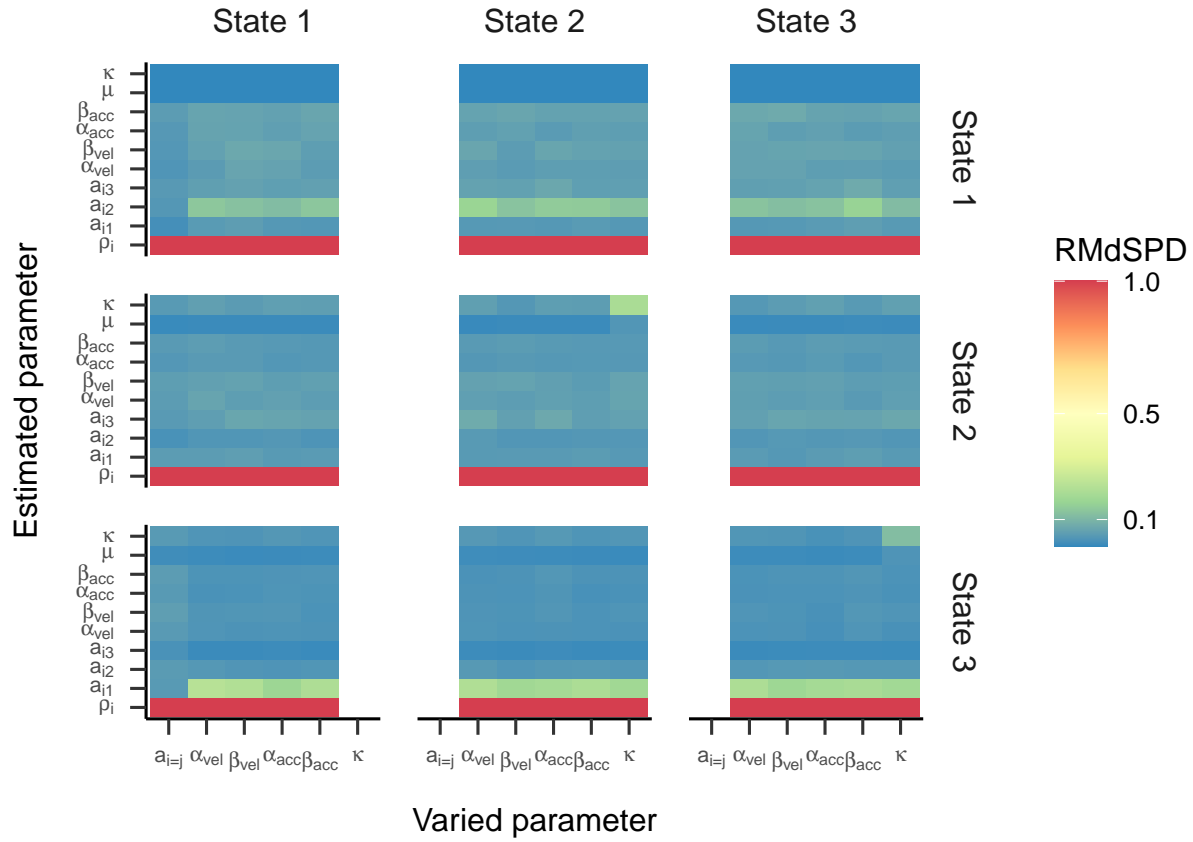 State 1 State 2 State 3
κ
μ
βacc
αacc
βvel
αvel
ai3
ai2
ai1
ρi
State 1
κ
μ
βacc
αacc
βvel
αvel
ai3
ai2
ai1
ρi
State 2
κ
μ
βacc
αacc
βvel
αvel
ai3
ai2
ai1
ρi
State 3
Estimated parameter
ai=j αvel βvel αacc βacc κ
ai=j αvel βvel αacc βacc κ
ai=j αvel βvel αacc βacc κ
Varied parameter
RMdSPD
1.0
0.5
0.1